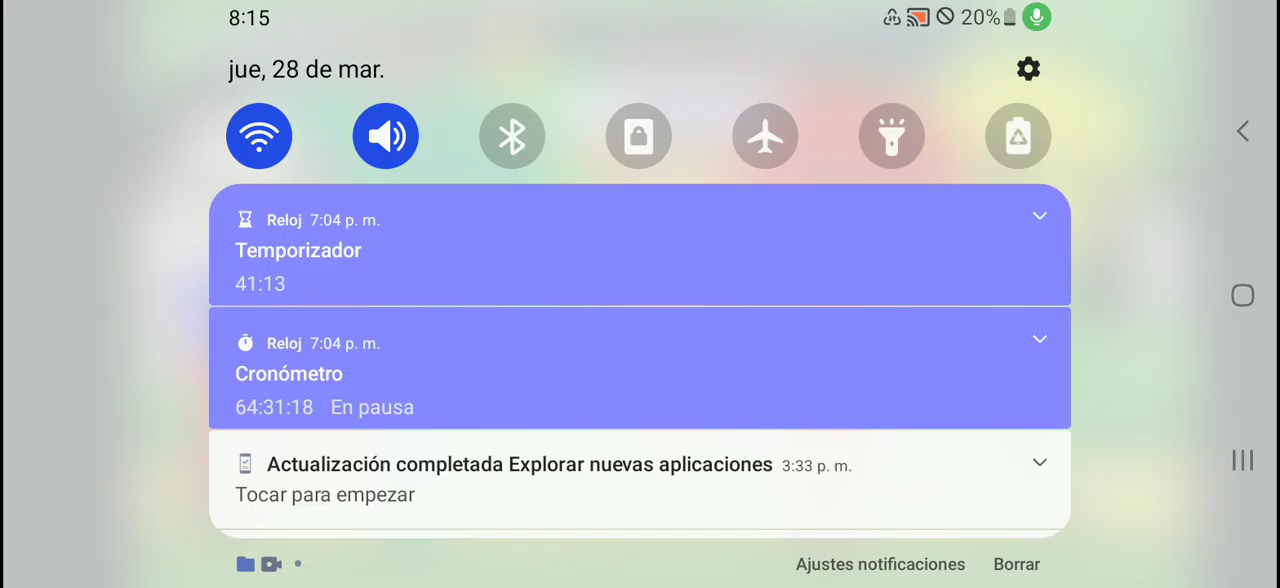 8:15
20%
jue, 28 de mar.
Reloj 7:04 p. m.
Temporizador
41:13
Reloj 7:04 p. m.
Cronómetro
64:31:18 En pausa
Actualización completada Explorar nuevas aplicaciones 3:33 p. m.
Tocar para empezar
Ajustes notificaciones Borrar